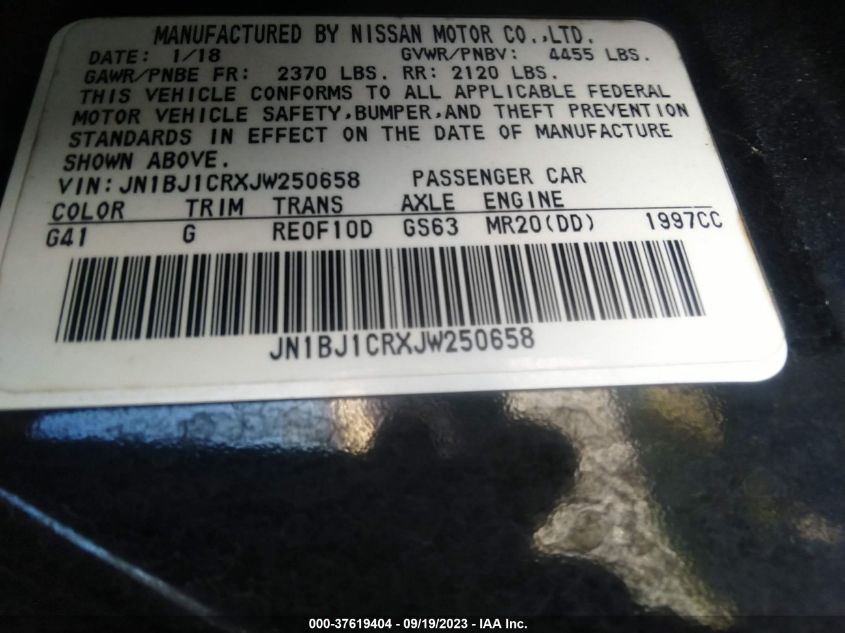 MANUFACTURED BY NISSAN MOTOR CO.,LTD.
DATE: 1/18 GVWR/PNBV: 4455 LBS.
GAWR/PNBE FR: 2370 LBS. RR: 2120 LBS.
THIS VEHICLE CONFORMS TO ALL APPLICABLE FEDERAL
MOTOR VEHICLE SAFETY,BUMPER,AND THEFT PREVENTION
STANDARDS IN EFFECT ON THE DATE OF MANUFACTURE
SHOWN ABOVE.
VIN:JN1BJ1CRXJW250658 PASSENGER CAR
COLOR TRIM TRANS AXLE ENGINE
G41 G RE0F10D GS63 MR20(DD) 1997CC
JN1BJ1CRXJW250658
000-37619404 - 09/19/2023 - IAA Inc.